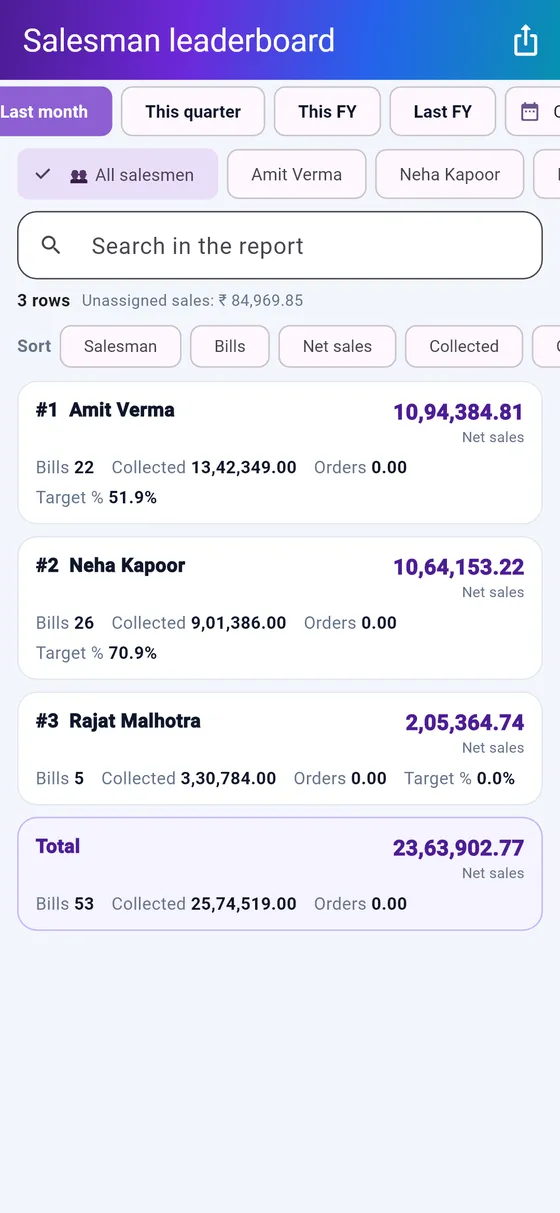 Salesman leaderboard
Last month This quarter This FY Last FY
All salesmen Amit Verma Neha Kapoor
Search in the report
3 rows Unassigned sales: ₹ 84,969.85
Sort Salesman Bills Net sales Collected
#1 Amit Verma 10,94,384.81
Net sales
Bills 22 Collected 13,42,349.00 Orders 0.00
Target % 51.9%
#2 Neha Kapoor 10,64,153.22
Net sales
Bills 26 Collected 9,01,386.00 Orders 0.00
Target % 70.9%
#3 Rajat Malhotra 2,05,364.74
Net sales
Bills 5 Collected 3,30,784.00 Orders 0.00 Target % 0.0%
Total 23,63,902.77
Net sales
Bills 53 Collected 25,74,519.00 Orders 0.00